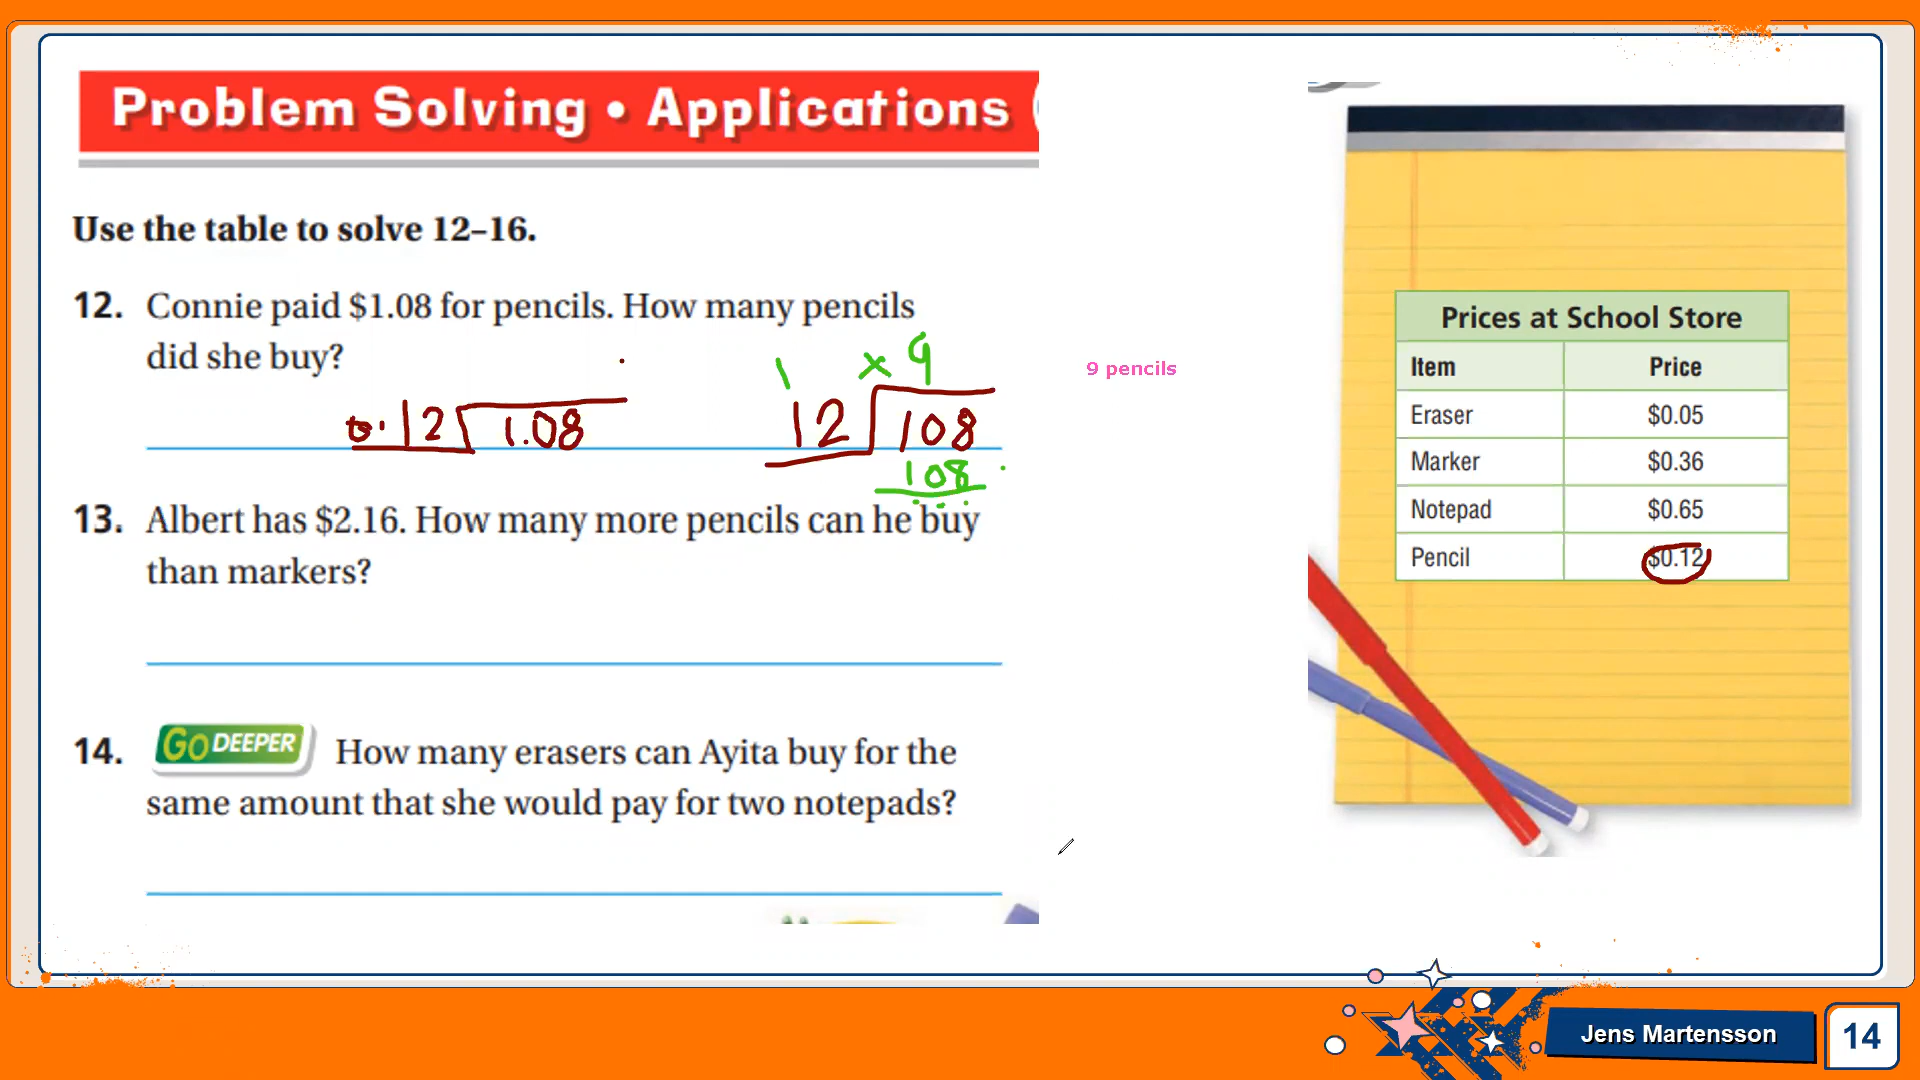 Problem Solving • Applications
Use the table to solve 12–16.
12. Connie paid $1.08 for pencils. How many pencils
did she buy?
1 x 9
0.12 1.08
12 108
108
9 pencils
13. Albert has $2.16. How many more pencils can he buy
than markers?
14. GO DEEPER How many erasers can Ayita buy for the
same amount that she would pay for two notepads?
Prices at School Store
Item Price
Eraser $0.05
Marker $0.36
Notepad $0.65
Pencil $0.12
Jens Martensson
14